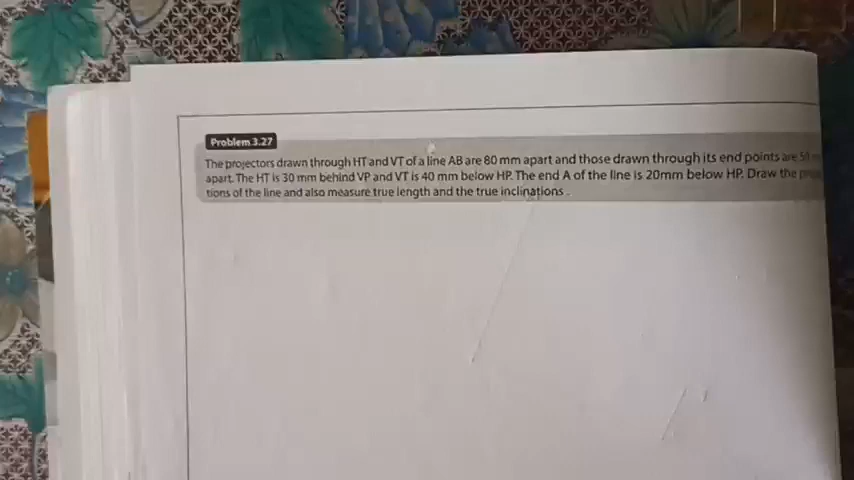 Problem 3.27
The projectors drawn through HT and VT of a line AB are 80 mm apart and those drawn through its end points are 50
apart. The HT is 30 mm behind VP and VT is 40 mm below HP. The end A of the line is 20mm below HP. Draw the
tions of the line and also measure true length and the true inclinations .